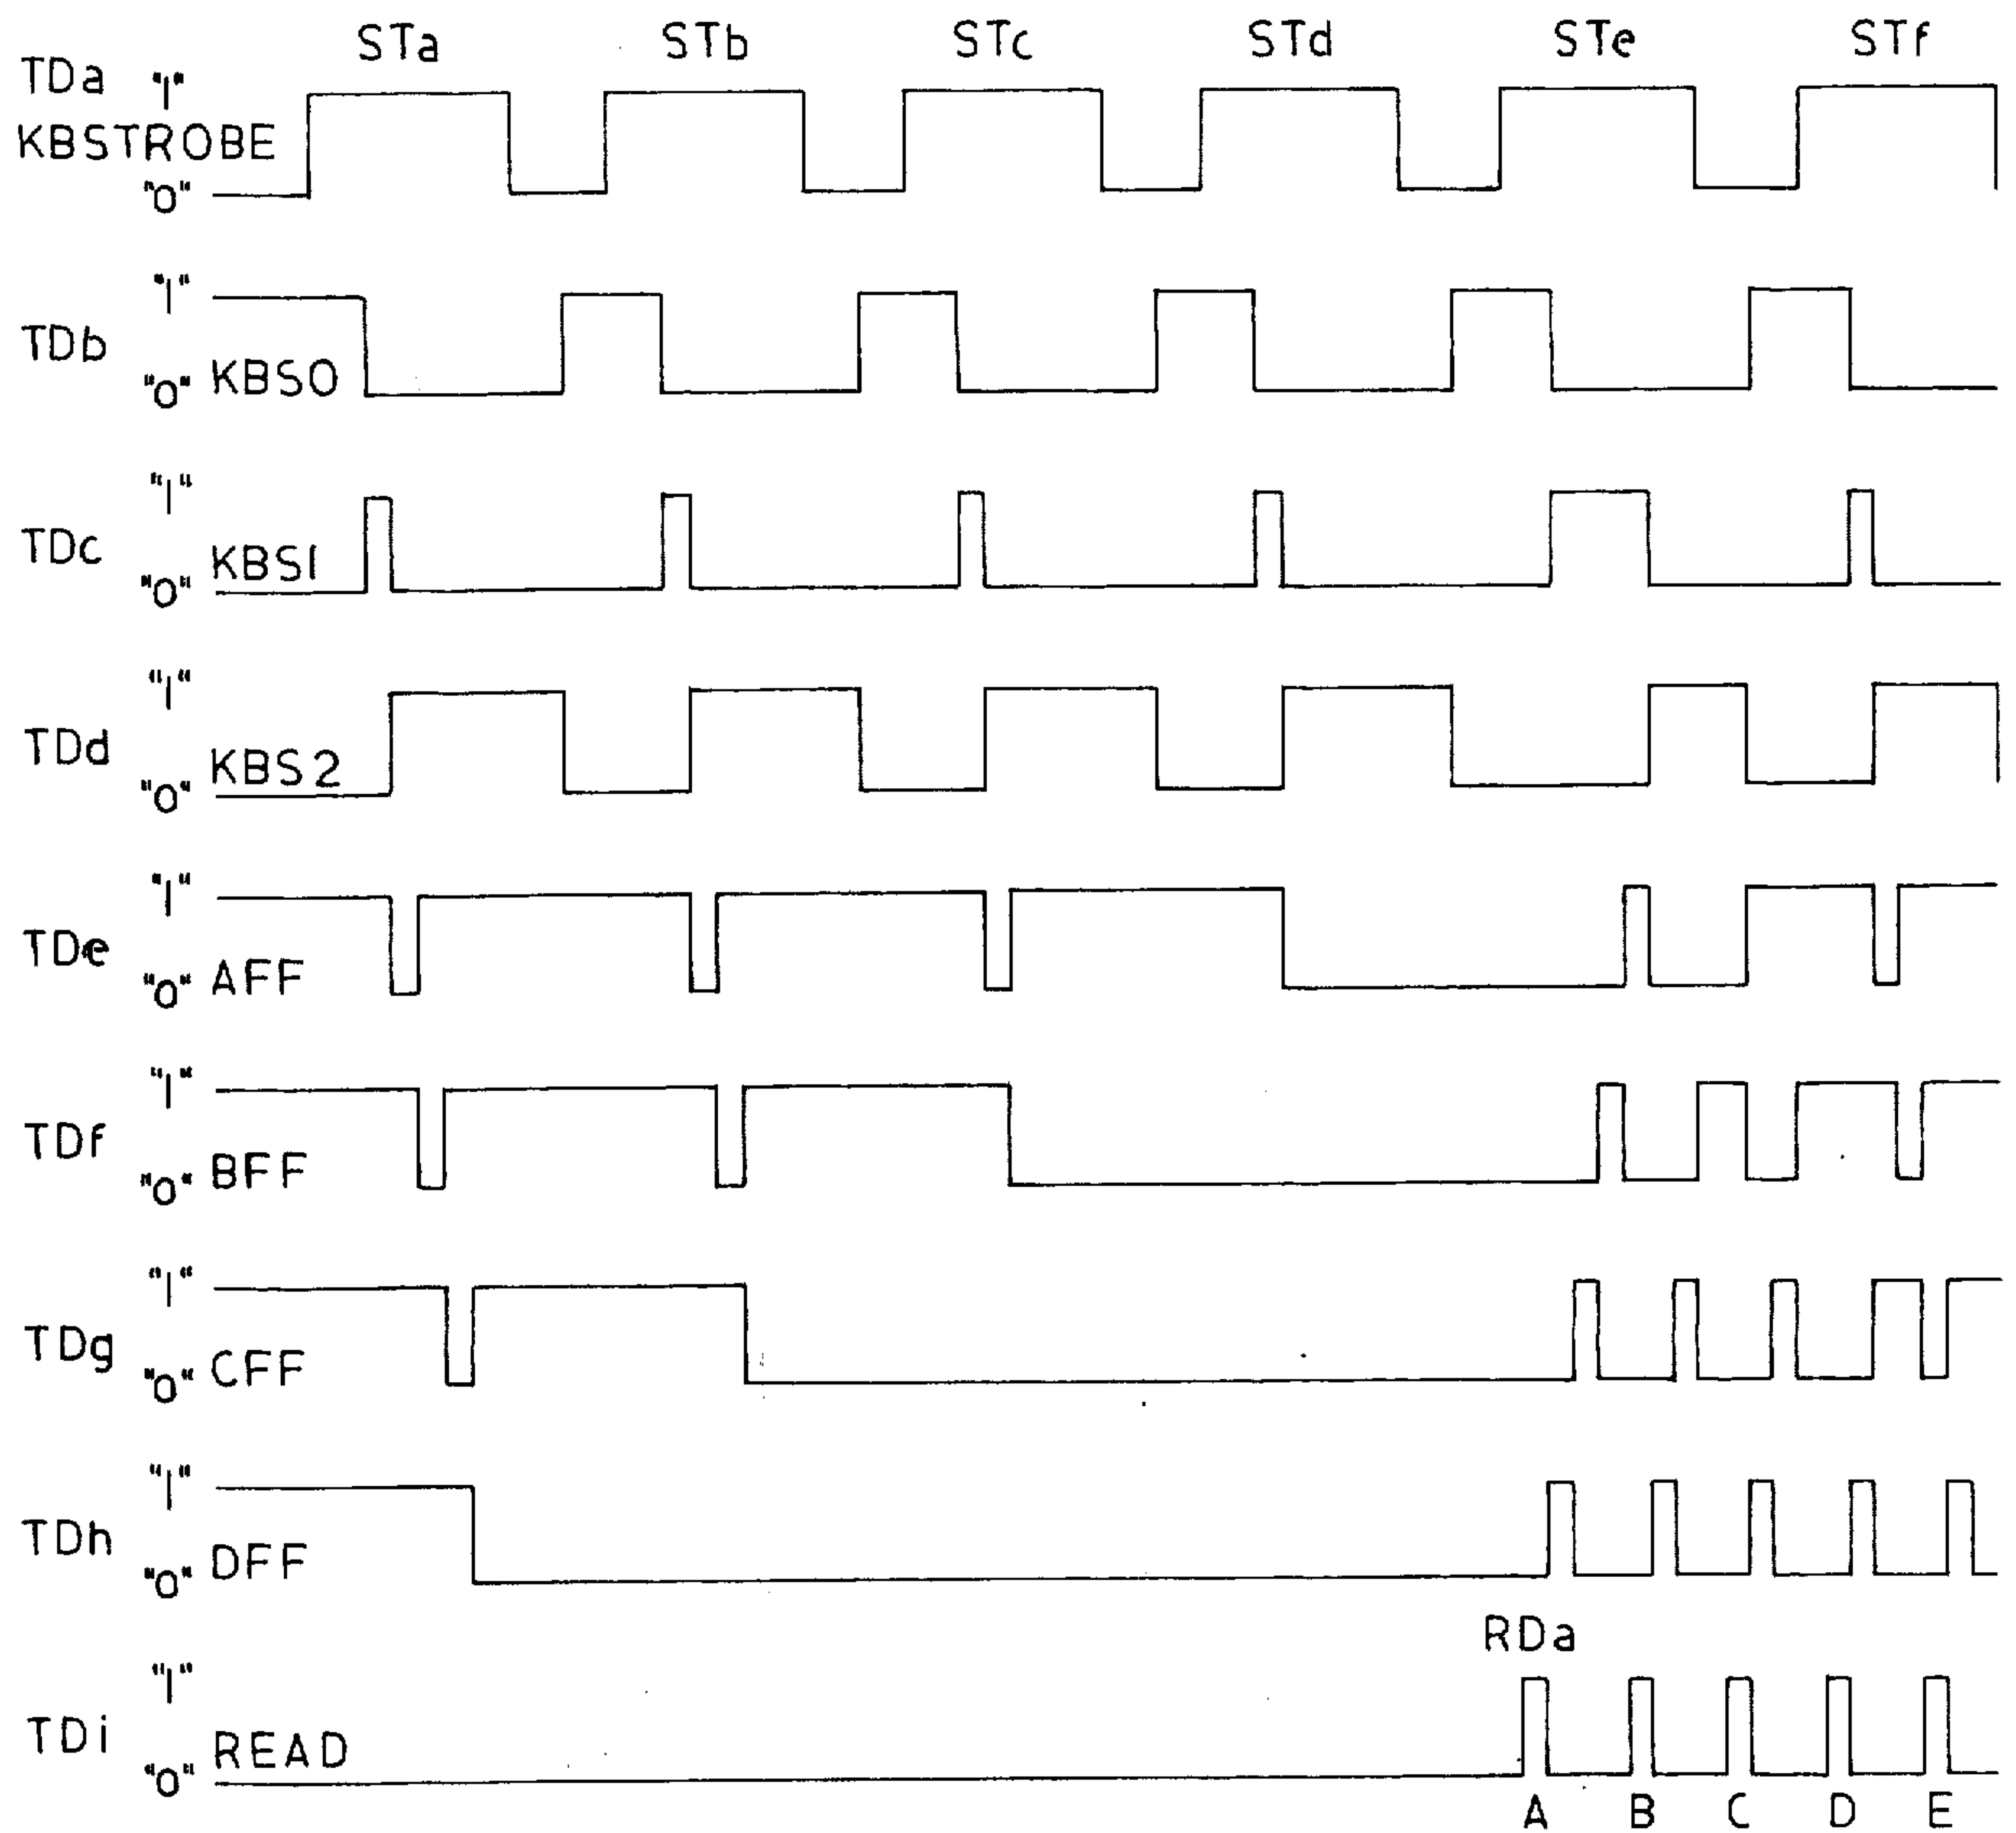 STa STb STc STd STe STf
TDa "1"
KBSTROBE
"0"
"1"
TDb
"0" KBS0
"1"
TDc
"0" KBS1
"1"
TDd
"0" KBS2
"1"
TDe
"0" AFF
"1"
TDf
"0" BFF
"1"
TDg
"0" CFF
"1"
TDh
"0" DFF
RDa
"1"
TDi
"0" READ
A B C D E